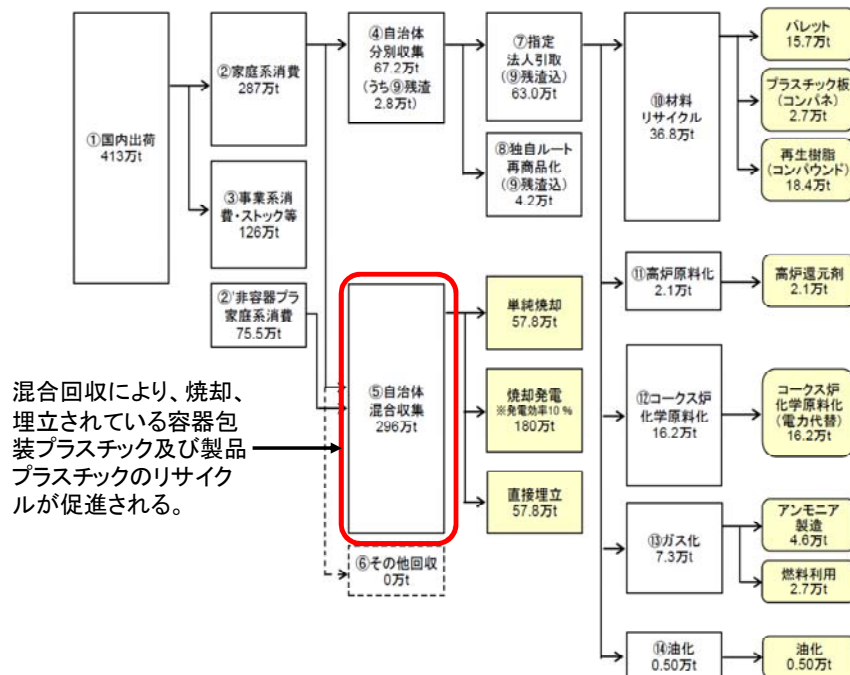 ①国内出荷
413万t
②家庭系消費
287万t
③事業系消
費・ストック等
126万t
②'非容器プラ
家庭系消費
75.5万t
④自治体
分別収集
67.2万t
(うち⑨残渣
2.8万t)
⑤自治体
混合収集
296万t
⑥その他回収
0万t
⑦指定
法人引取
(⑨残渣込)
63.0万t
⑧独自ルート
再商品化
(⑨残渣込)
4.2万t
単純焼却
57.8万t
焼却発電
※発電効率10 %
180万t
直接埋立
57.8万t
⑩材料
リサイクル
36.8万t
⑪高炉原料化
2.1万t
⑫コークス炉
化学原料化
16.2万t
⑬ガス化
7.3万t
⑭油化
0.50万t
パレット
15.7万t
プラスチック板
(コンパネ)
2.7万t
再生樹脂
(コンパウンド)
18.4万t
高炉還元剤
2.1万t
コークス炉
化学原料化
(電力代替)
16.2万t
アンモニア
製造
4.6万t
燃料利用
2.7万t
油化
0.50万t
混合回収により、焼却、
埋立されている容器包
装プラスチック及び製品
プラスチックのリサイク
ルが促進される。